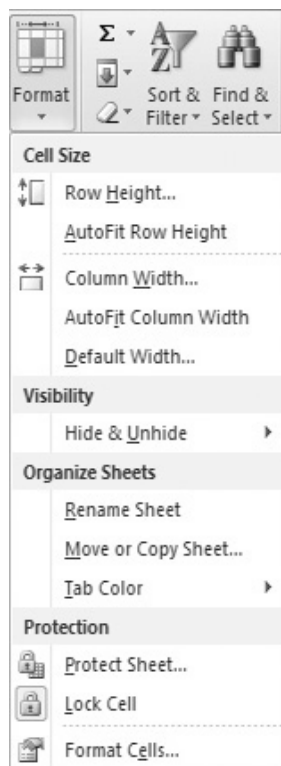 Σ
A
Z
Format
Sort & Find &
Filter Select
Cell Size
Row Height...
AutoFit Row Height
Column Width...
AutoFit Column Width
Default Width...
Visibility
Hide & Unhide
Organize Sheets
Rename Sheet
Move or Copy Sheet...
Tab Color
Protection
Protect Sheet...
Lock Cell
Format Cells...